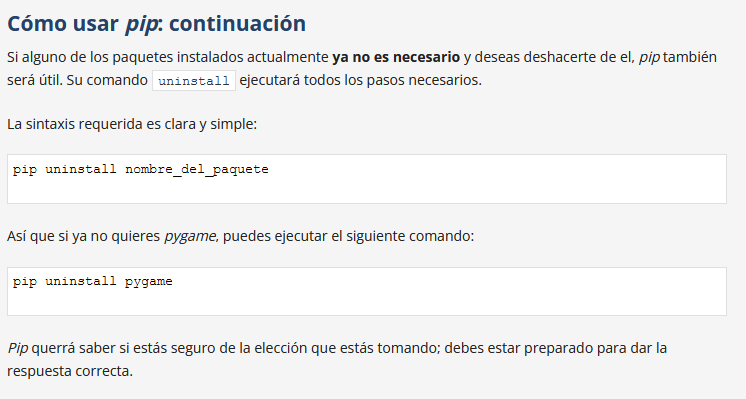 Cómo usar pip: continuación
Si alguno de los paquetes instalados actualmente ya no es necesario y deseas deshacerte de el, pip también
será útil. Su comando uninstall ejecutará todos los pasos necesarios.
La sintaxis requerida es clara y simple:
pip uninstall nombre_del_paquete
Así que si ya no quieres pygame, puedes ejecutar el siguiente comando:
pip uninstall pygame
Pip querrá saber si estás seguro de la elección que estás tomando; debes estar preparado para dar la
respuesta correcta.